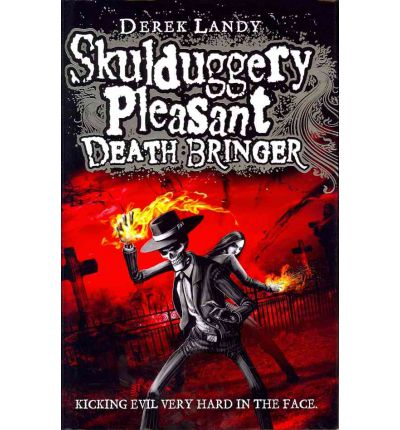 DEREK LANDY
Skulduggery
Pleasant
DEATH BRINGER
KICKING EVIL VERY HARD IN THE FACE.